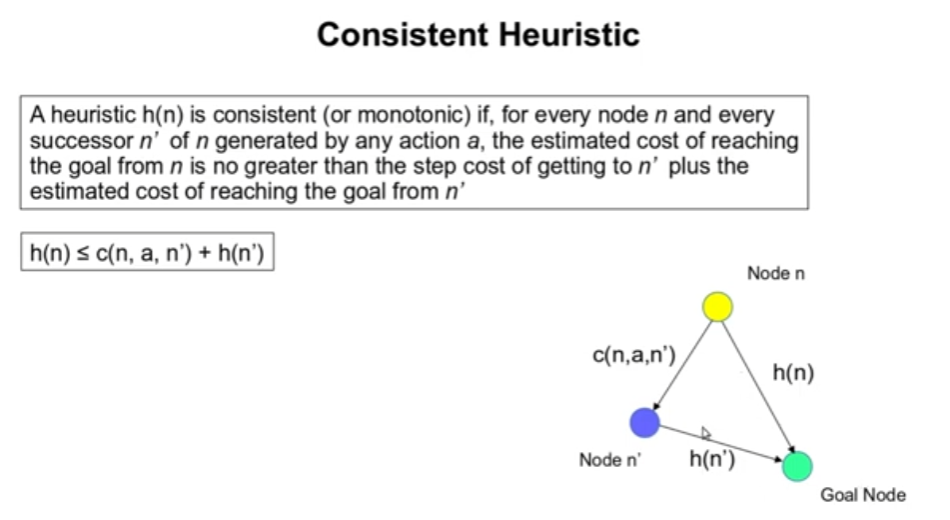 Consistent Heuristic
A heuristic h(n) is consistent (or monotonic) if, for every node n and every
successor n' of n generated by any action a, the estimated cost of reaching
the goal from n is no greater than the step cost of getting to n' plus the
estimated cost of reaching the goal from n'
h(n) ≤ c(n, a, n') + h(n')
Node n
c(n,a,n')
h(n)
Node n'
h(n')
Goal Node